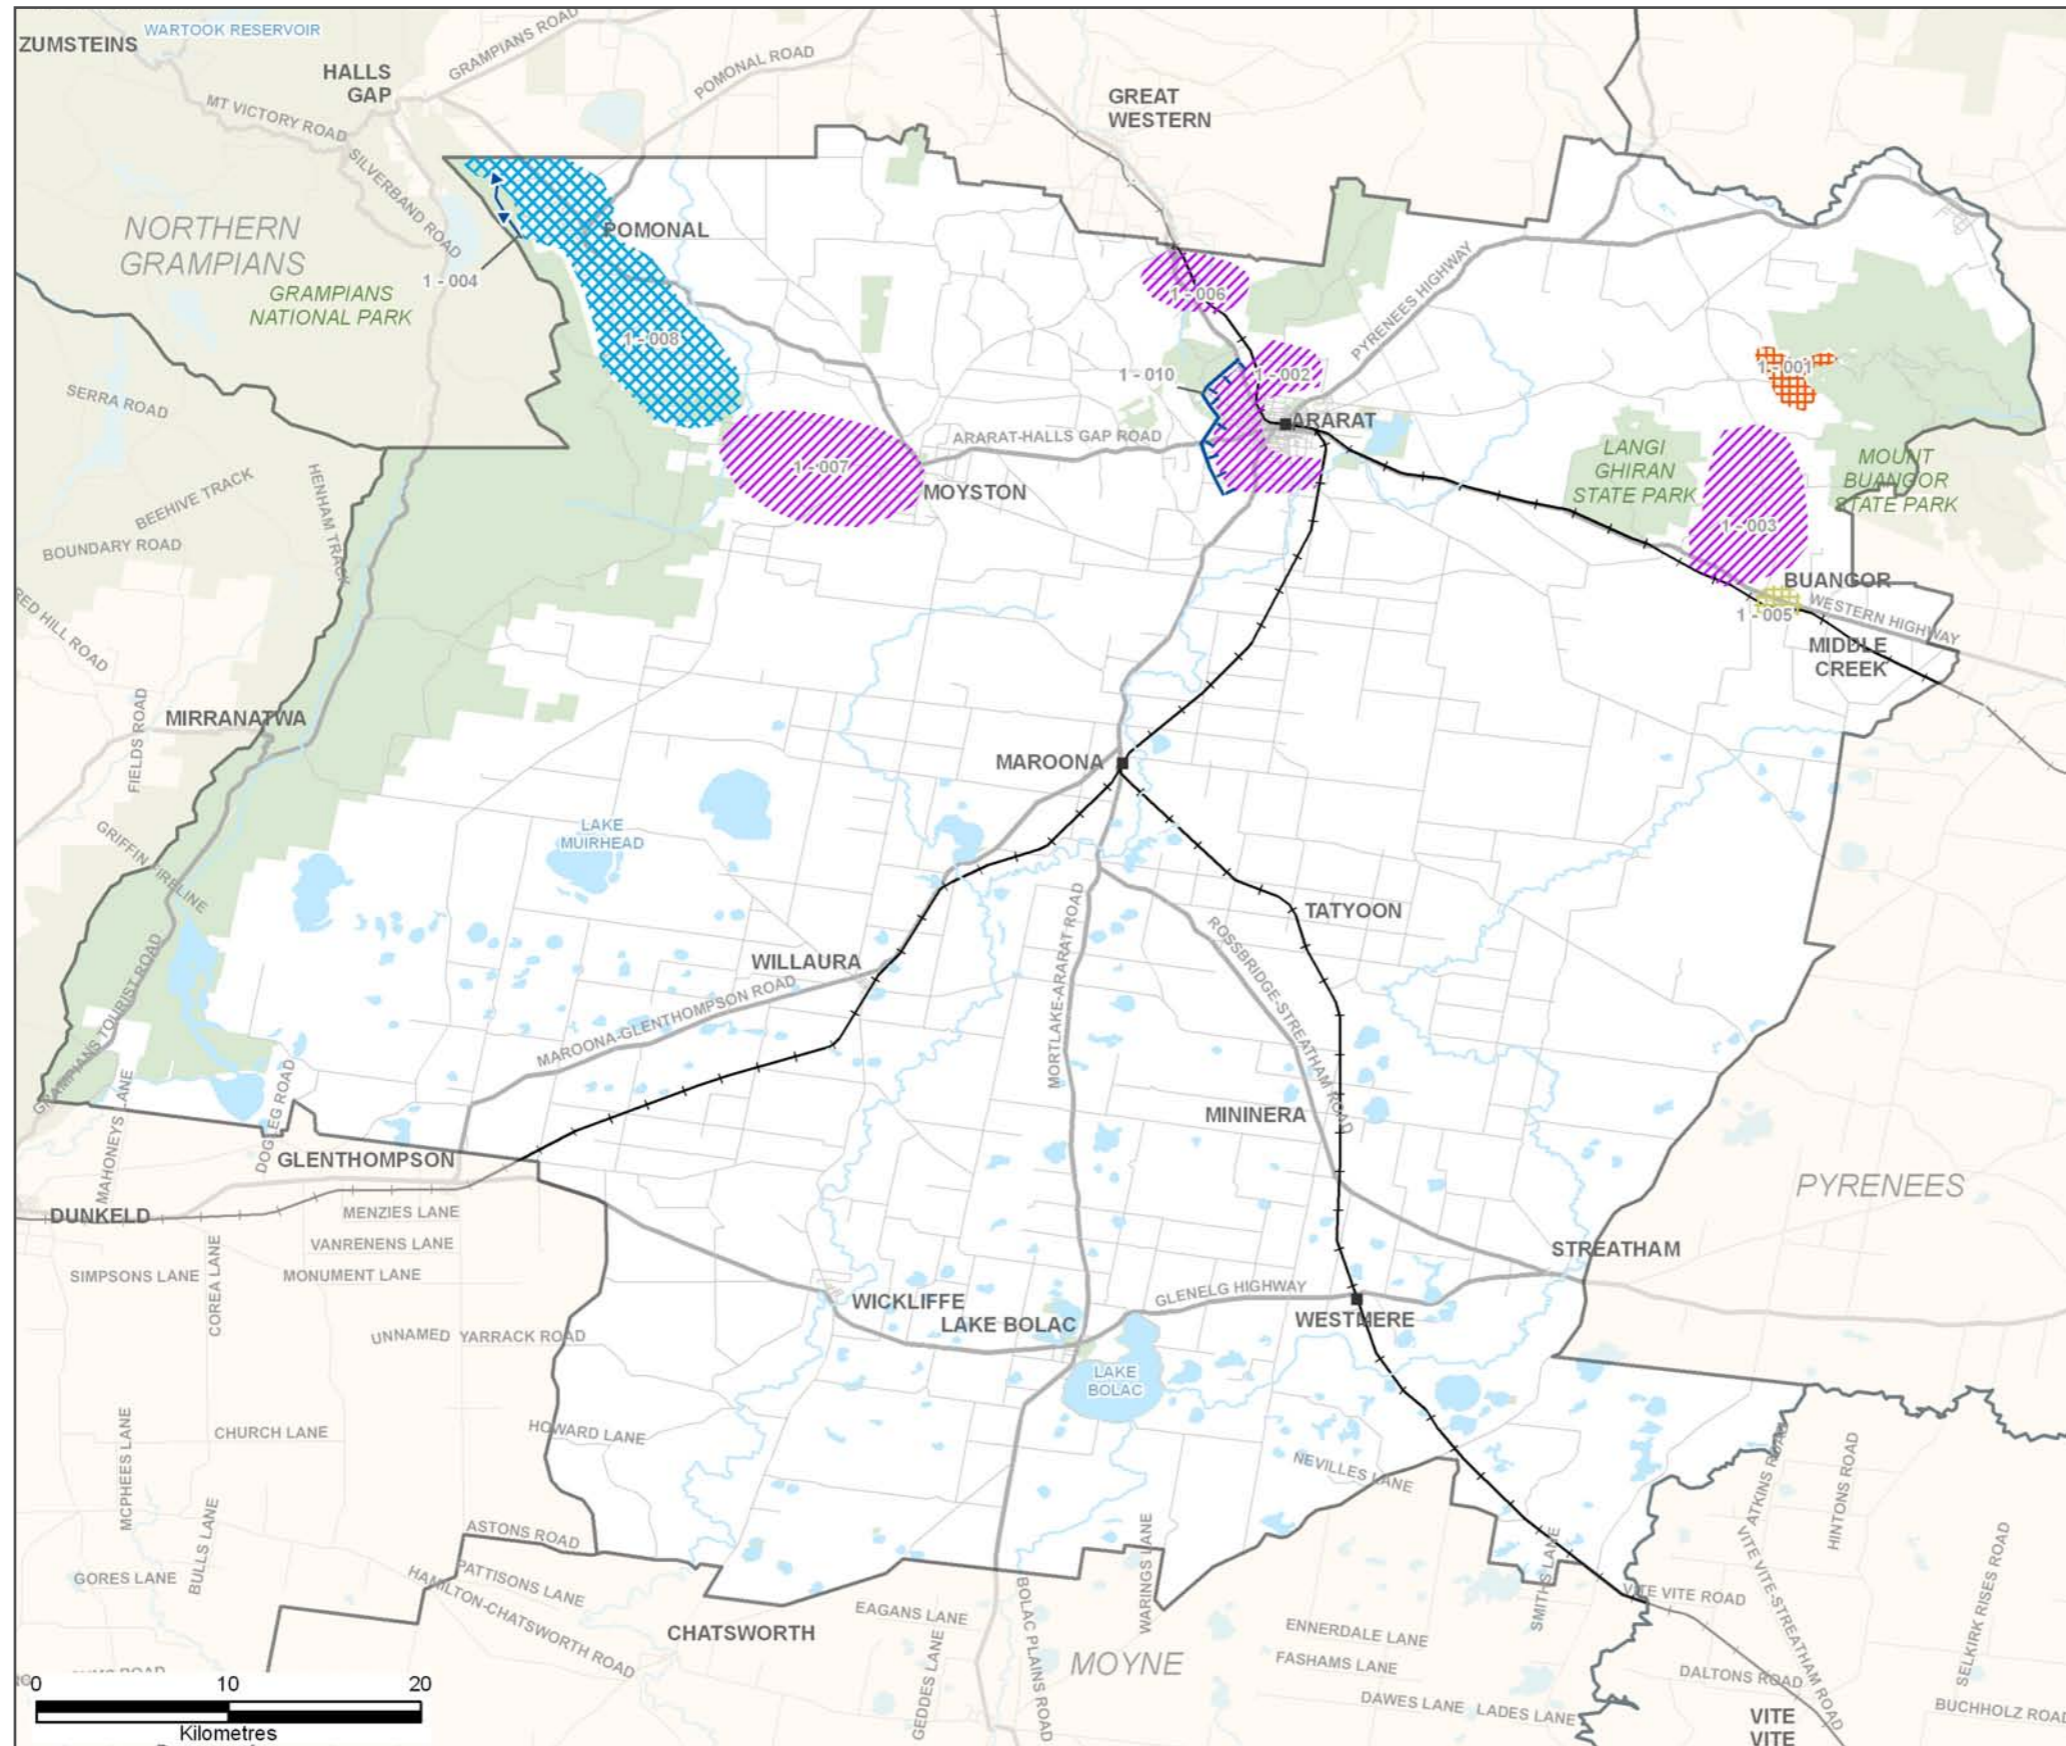 ZUMSTEINS
WARTOOK RESERVOIR
HALLS
GAP
GRAMPIANS ROAD
POMONAL ROAD
GREAT
WESTERN
MT VICTORY ROAD
SILVERBAND ROAD
NORTHERN
GRAMPIANS
GRAMPIANS
NATIONAL PARK
1 - 004
POMONAL
1 - 008
1 - 006
PYRENEES HIGHWAY
1 - 010
1 - 002
1 - 001
SERRA ROAD
ARARAT
ARARAT-HALLS GAP ROAD
1 - 007
MOYSTON
LANGI
GHIRAN
STATE PARK
MOUNT
BUANGOR
STATE PARK
1 - 003
BEEHIVE TRACK
HENHAM TRACK
BOUNDARY ROAD
RED HILL ROAD
BUANGOR
WESTERN HIGHWAY
1 - 005
MIDDLE
CREEK
FIELDS ROAD
MIRRANATWA
MAROONA
GRIFFIN FIRELINE
LAKE
MUIRHEAD
TATYOON
WILLAURA
MORTLAKE-ARARAT ROAD
ROSSBRIDGE-STREATHAM ROAD
MAROONA-GLENTHOMPSON ROAD
GRAMPIANS TOURIST ROAD
MAHONEYS LANE
DOGLEG ROAD
MININERA
GLENTHOMPSON
PYRENEES
DUNKELD
MENZIES LANE
VANRENENS LANE
SIMPSONS LANE
COREA LANE
MONUMENT LANE
STREATHAM
GLENELG HIGHWAY
WICKLIFFE
LAKE BOLAC
WESTMERE
UNNAMED YARRACK ROAD
LAKE
BOLAC
MCPHEES LANE
CHURCH LANE
HOWARD LANE
NEVILLES LANE
WATKINS ROAD
HINTONS ROAD
BULLS LANE
ASTONS ROAD
GORES LANE
PATTISONS LANE
HAMILTON-CHATSWORTH ROAD
WARINGS LANE
SMITHS LANE
VITE VITE ROAD
VITE VITE-STREATHAM ROAD
SELKIRK RISES ROAD
EAGANS LANE
CHATSWORTH
GEDDES LANE
BOLAC PLAINS ROAD
MOYNE
ENNERDALE LANE
FASHAMS LANE
DAWES LANE
LADES LANE
DALTONS ROAD
BUCHHOLZ ROAD
VITE
VITE
0 10 20
Kilometres